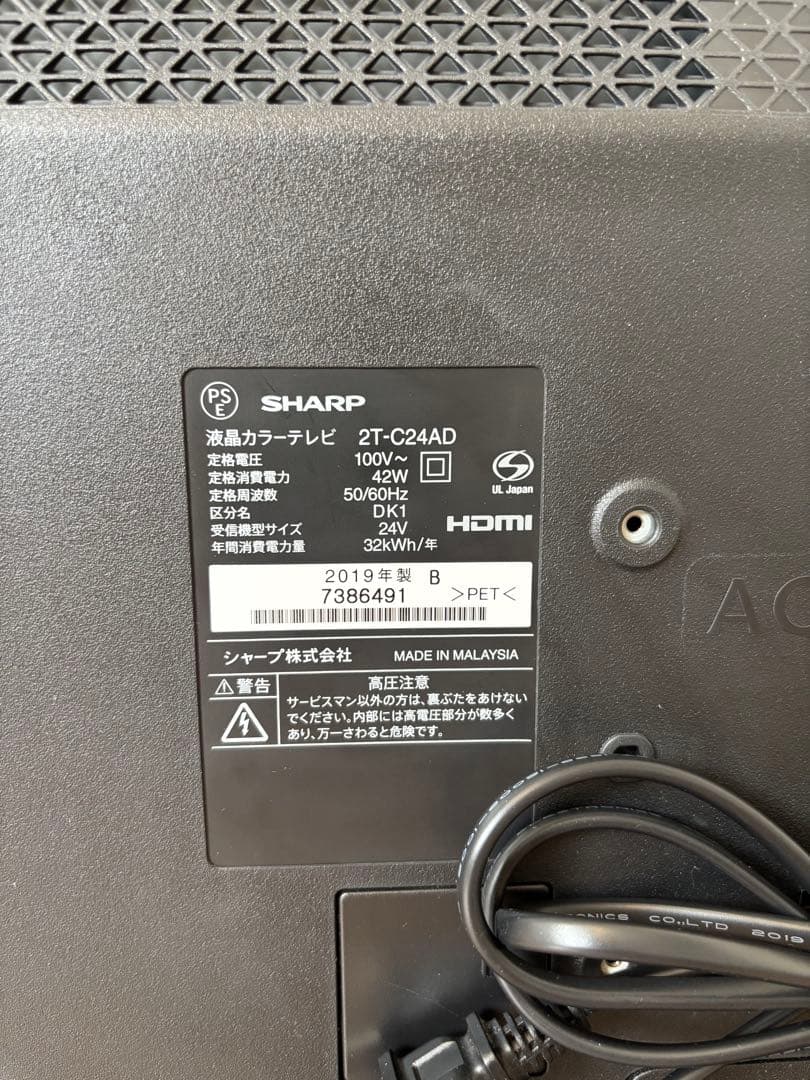 PS
E
SHARP
液晶カラーテレビ 2T-C24AD
定格電圧 100V～
定格消費電力 42W
定格周波数 50/60Hz
区分名 DK1
受信機型サイズ 24V
年間消費電力量 32kWh/年
UL Japan
HDMI
2019年製 B
7386491 >PET<
シャープ株式会社 MADE IN MALAYSIA
警告
高圧注意
サービスマン以外の方は、裏ぶたをあけない
でください。内部には高電圧部分が数多く
あり、万一さわると危険です。
AQ
ONICS CO.,LTD 2019